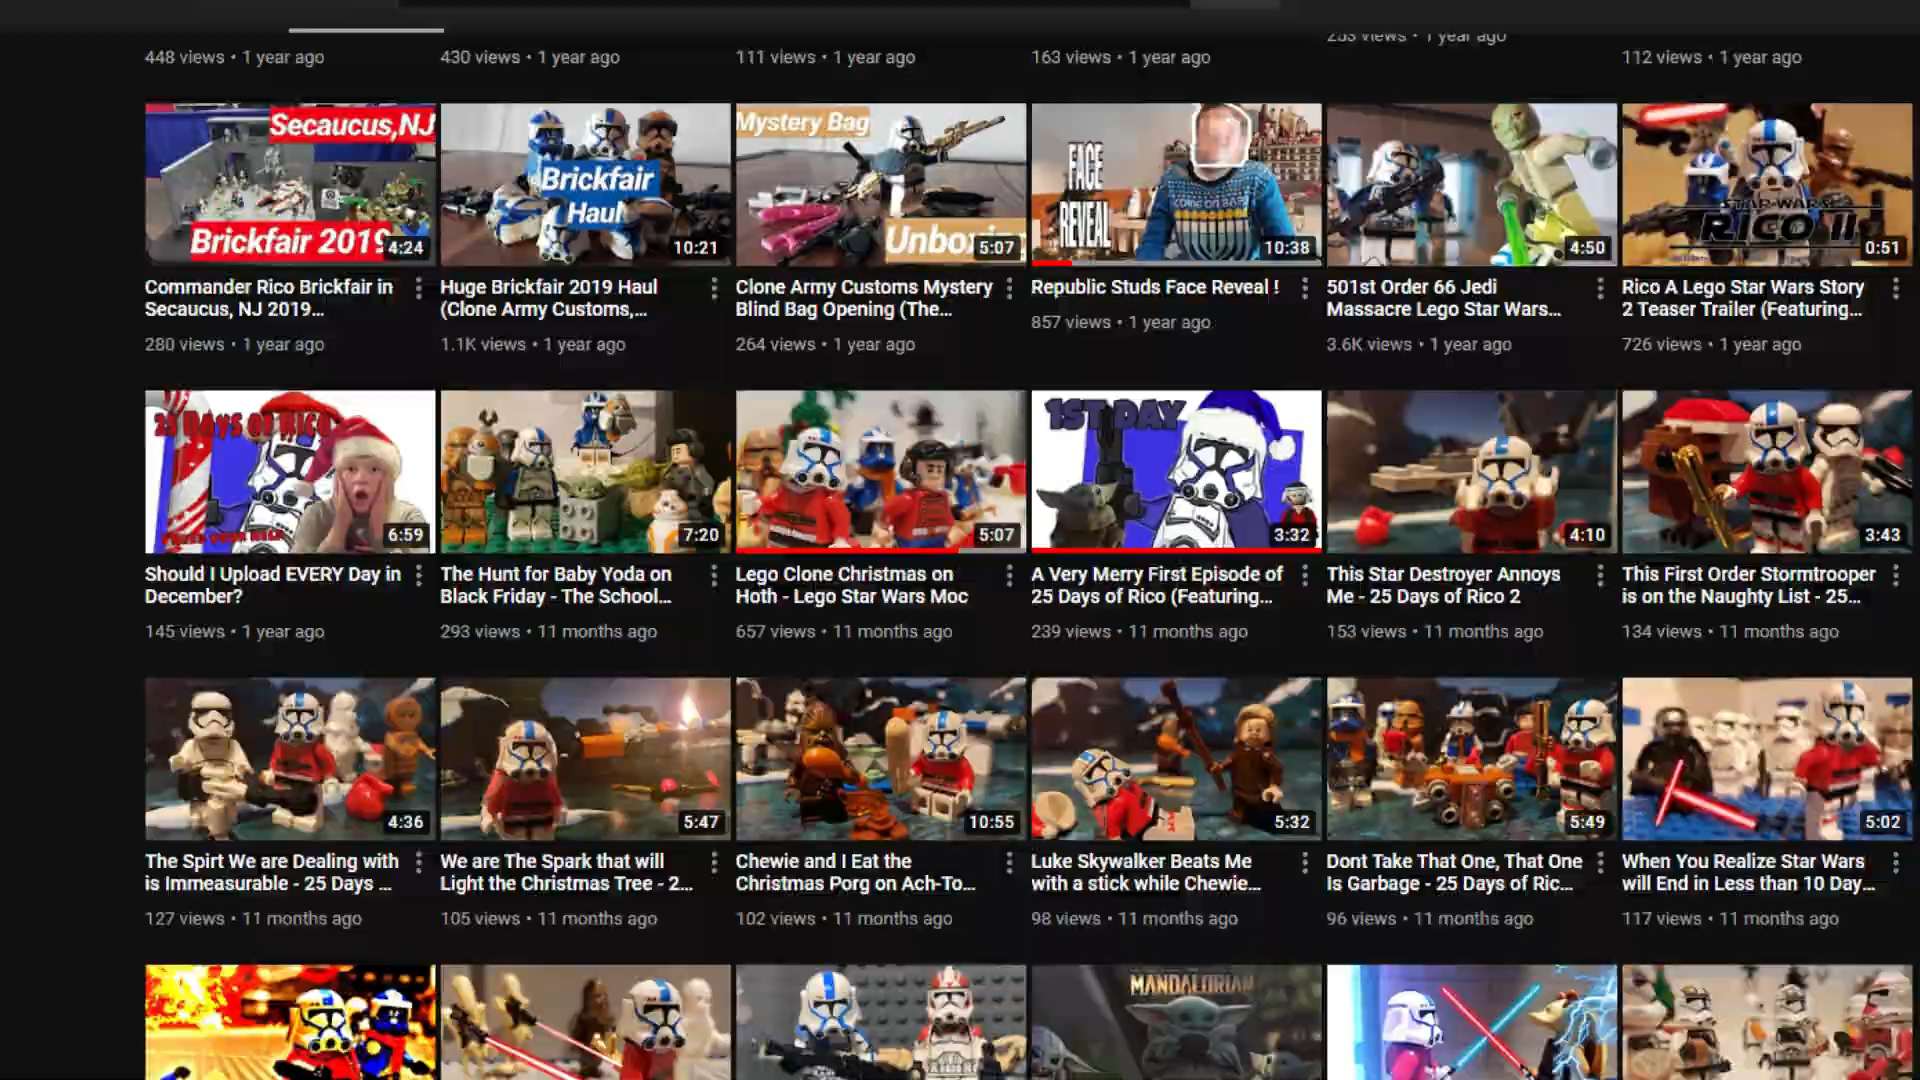 448 views • 1 year ago
430 views • 1 year ago
111 views • 1 year ago
163 views • 1 year ago
253 views • 1 year ago
112 views • 1 year ago
Secaucus,NJ
Brickfair 2019
4:24
Brickfair
Haul
10:21
Mystery Bag
5:07
FACE
REVEAL
10:38
4:50
STAR WARS
RICO II
0:51
Commander Rico Brickfair in
Secaucus, NJ 2019...
280 views • 1 year ago
Huge Brickfair 2019 Haul
(Clone Army Customs,...
1.1K views • 1 year ago
Clone Army Customs Mystery
Blind Bag Opening (The...
264 views • 1 year ago
Republic Studs Face Reveal !
857 views • 1 year ago
501st Order 66 Jedi
Massacre Lego Star Wars...
3.6K views • 1 year ago
Rico A Lego Star Wars Story
2 Teaser Trailer (Featuring...
726 views • 1 year ago
25 DAYS OF RICO
6:59
7:20
5:07
1ST DAY
3:32
4:10
3:43
Should I Upload EVERY Day in
December?
145 views • 1 year ago
The Hunt for Baby Yoda on
Black Friday - The School...
293 views • 11 months ago
Lego Clone Christmas on
Hoth - Lego Star Wars Moc
657 views • 11 months ago
A Very Merry First Episode of
25 Days of Rico (Featuring...
239 views • 11 months ago
This Star Destroyer Annoys
Me - 25 Days of Rico 2
153 views • 11 months ago
This First Order Stormtrooper
is on the Naughty List - 25...
134 views • 11 months ago
4:36
5:47
10:55
5:32
5:49
5:02
The Spirt We are Dealing with
is Immeasurable - 25 Days ...
127 views • 11 months ago
We are The Spark that will
Light the Christmas Tree - 2...
105 views • 11 months ago
Chewie and I Eat the
Christmas Porg on Ach-To...
102 views • 11 months ago
Luke Skywalker Beats Me
with a stick while Chewie...
98 views • 11 months ago
Dont Take That One, That One
Is Garbage - 25 Days of Ric...
96 views • 11 months ago
When You Realize Star Wars
will End in Less than 10 Day...
117 views • 11 months ago
MANDALORIAN